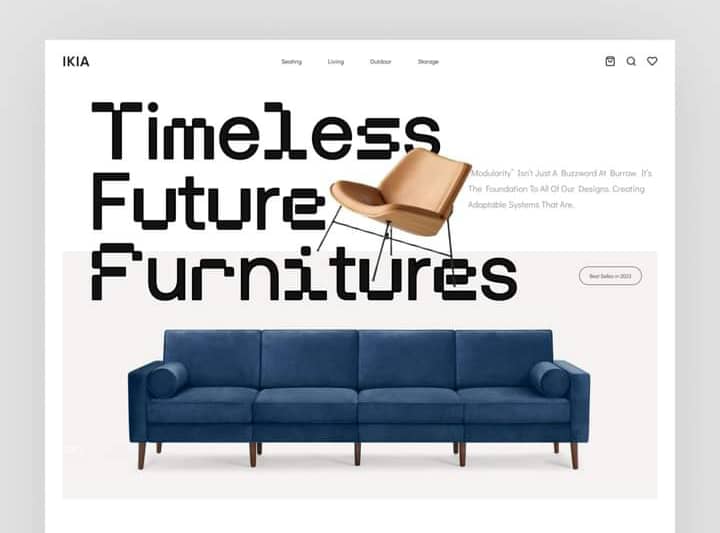 IKIA
Seating Living Outdoor Storage
Timeless
Future
Furnitures
"Modularity" Isn't Just A Buzzword At Burrow. It's
The Foundation To All Of Our Designs. Creating
Adaptable Systems That Are.
Best Selles in 2023